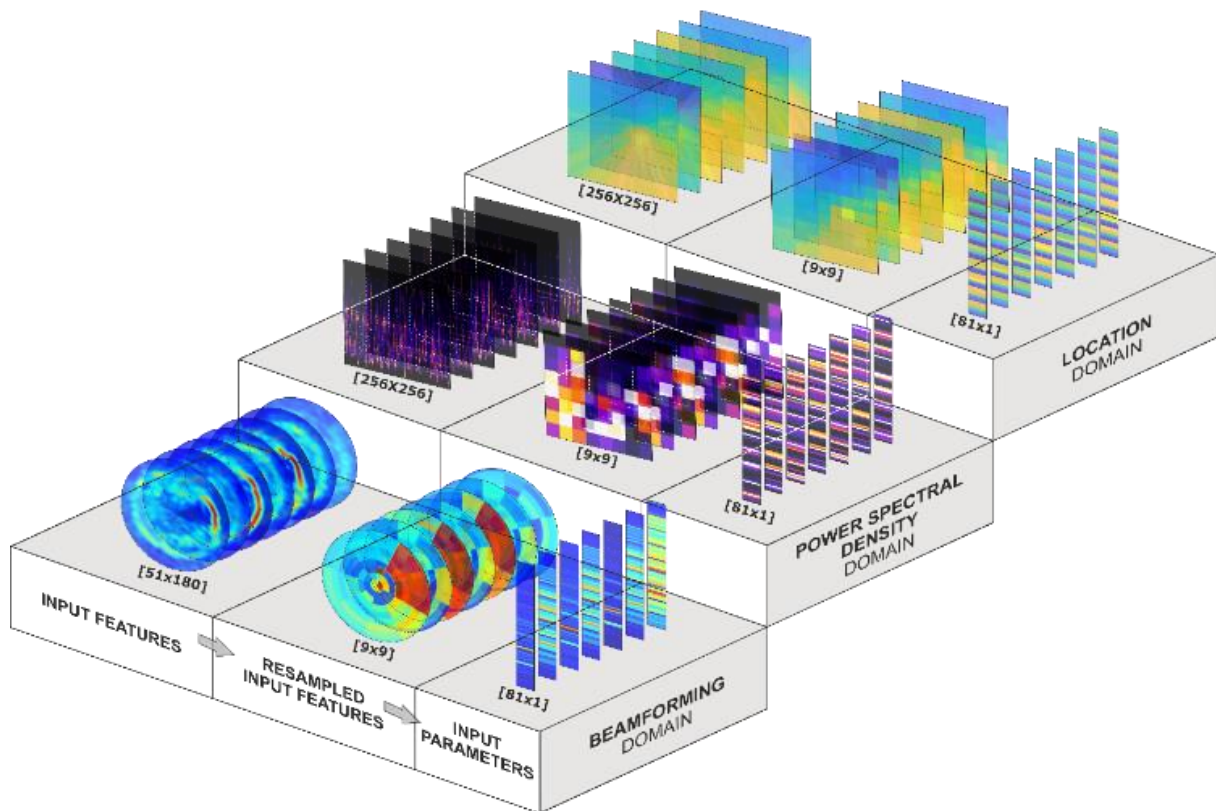 [256X256]
[9x9]
[81x1]
LOCATION
DOMAIN
[256X256]
[9x9]
[81x1]
POWER SPECTRAL
DENSITY
DOMAIN
[51x180]
[9x9]
[81x1]
BEAMFORMING
DOMAIN
INPUT FEATURES
RESAMPLED
INPUT FEATURES
INPUT
PARAMETERS